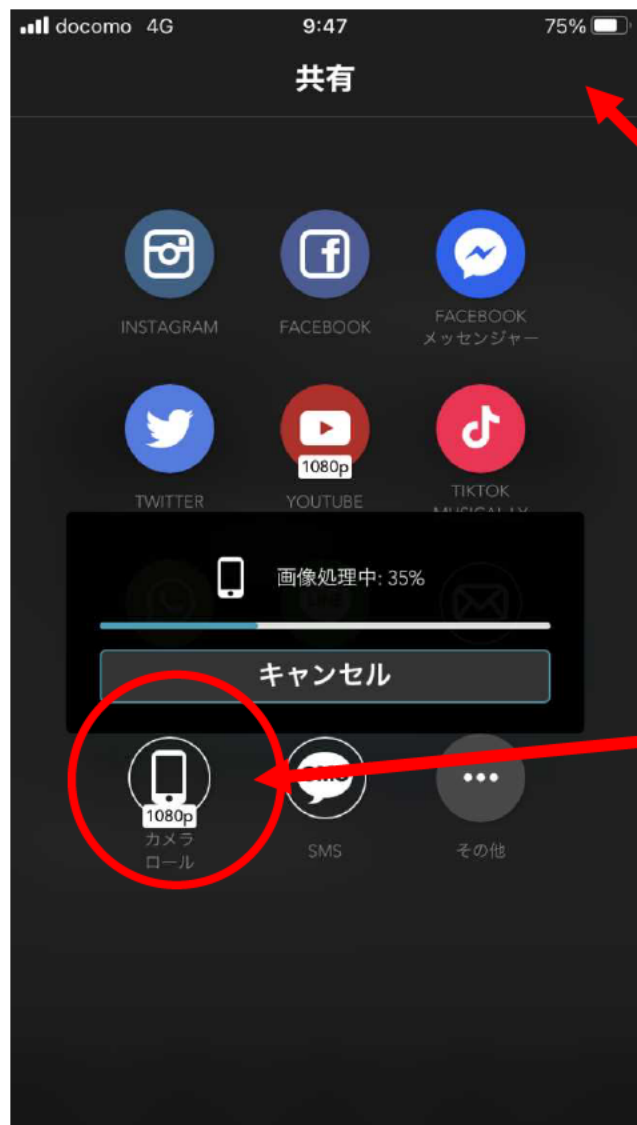 docomo 4G 9:47 75%
共有
INSTAGRAM FACEBOOK FACEBOOK
メッセンジャー
1080p
TWITTER YOUTUBE TIKTOK
画像処理中: 35%
キャンセル
1080p
カメラ
ロール
SMS その他